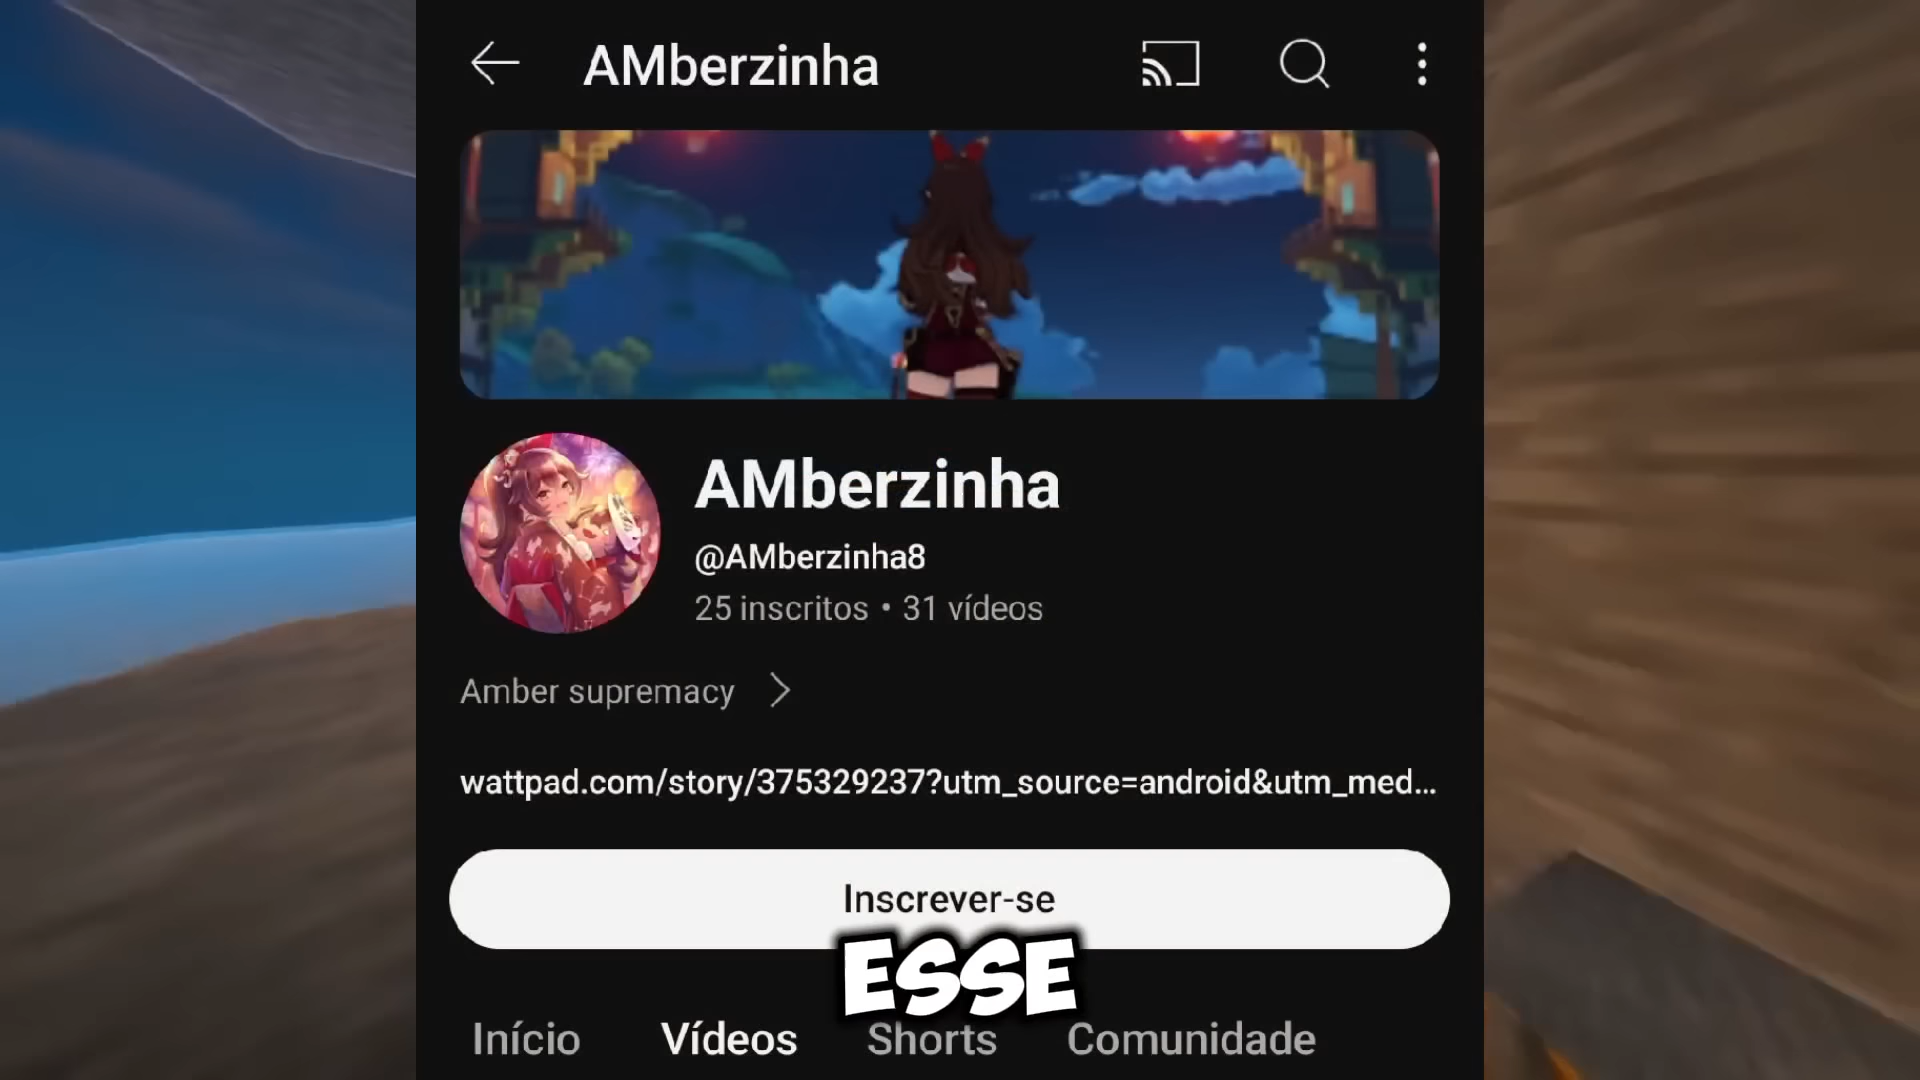 AMberzinha
AMberzinha
@AMberzinha8
25 inscritos • 31 vídeos
Amber supremacy
wattpad.com/story/375329237?utm_source=android&utm_med...
Inscrever-se
ESSE
Início Vídeos Shorts Comunidade